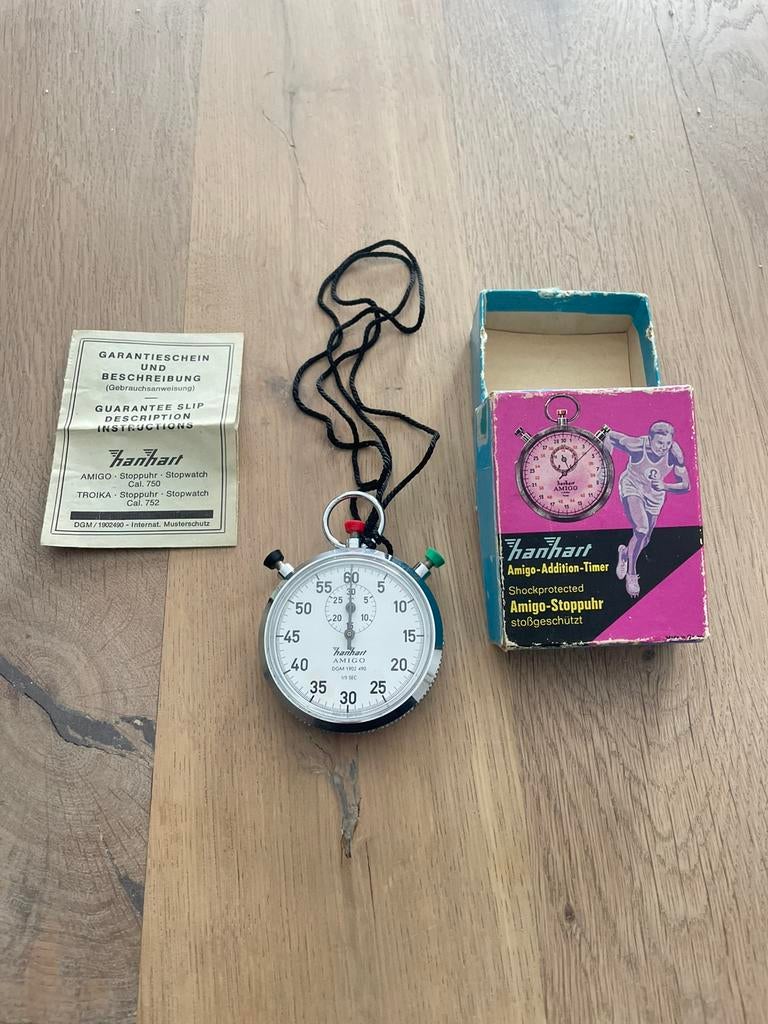 GARANTIESCHEIN
UND
BESCHREIBUNG
(Gebrauchsanweisung)
GUARANTEE SLIP
DESCRIPTION
INSTRUCTIONS
hanhart
AMIGO - Stoppuhr - Stopwatch
Cal. 750
TROIKA - Stoppuhr - Stopwatch
Cal. 752
DGM/1902490 - Internat. Musterschutz
60
5
10
15
20
25
30
35
40
45
50
55
30
5
10
15
20
25
hanhart
AMIGO
DGM 1902 490
1/5 SEC
hanhart
AMIGO
hanhart
Amigo-Addition-Timer
Shockprotected
Amigo-Stoppuhr
stoßgeschützt